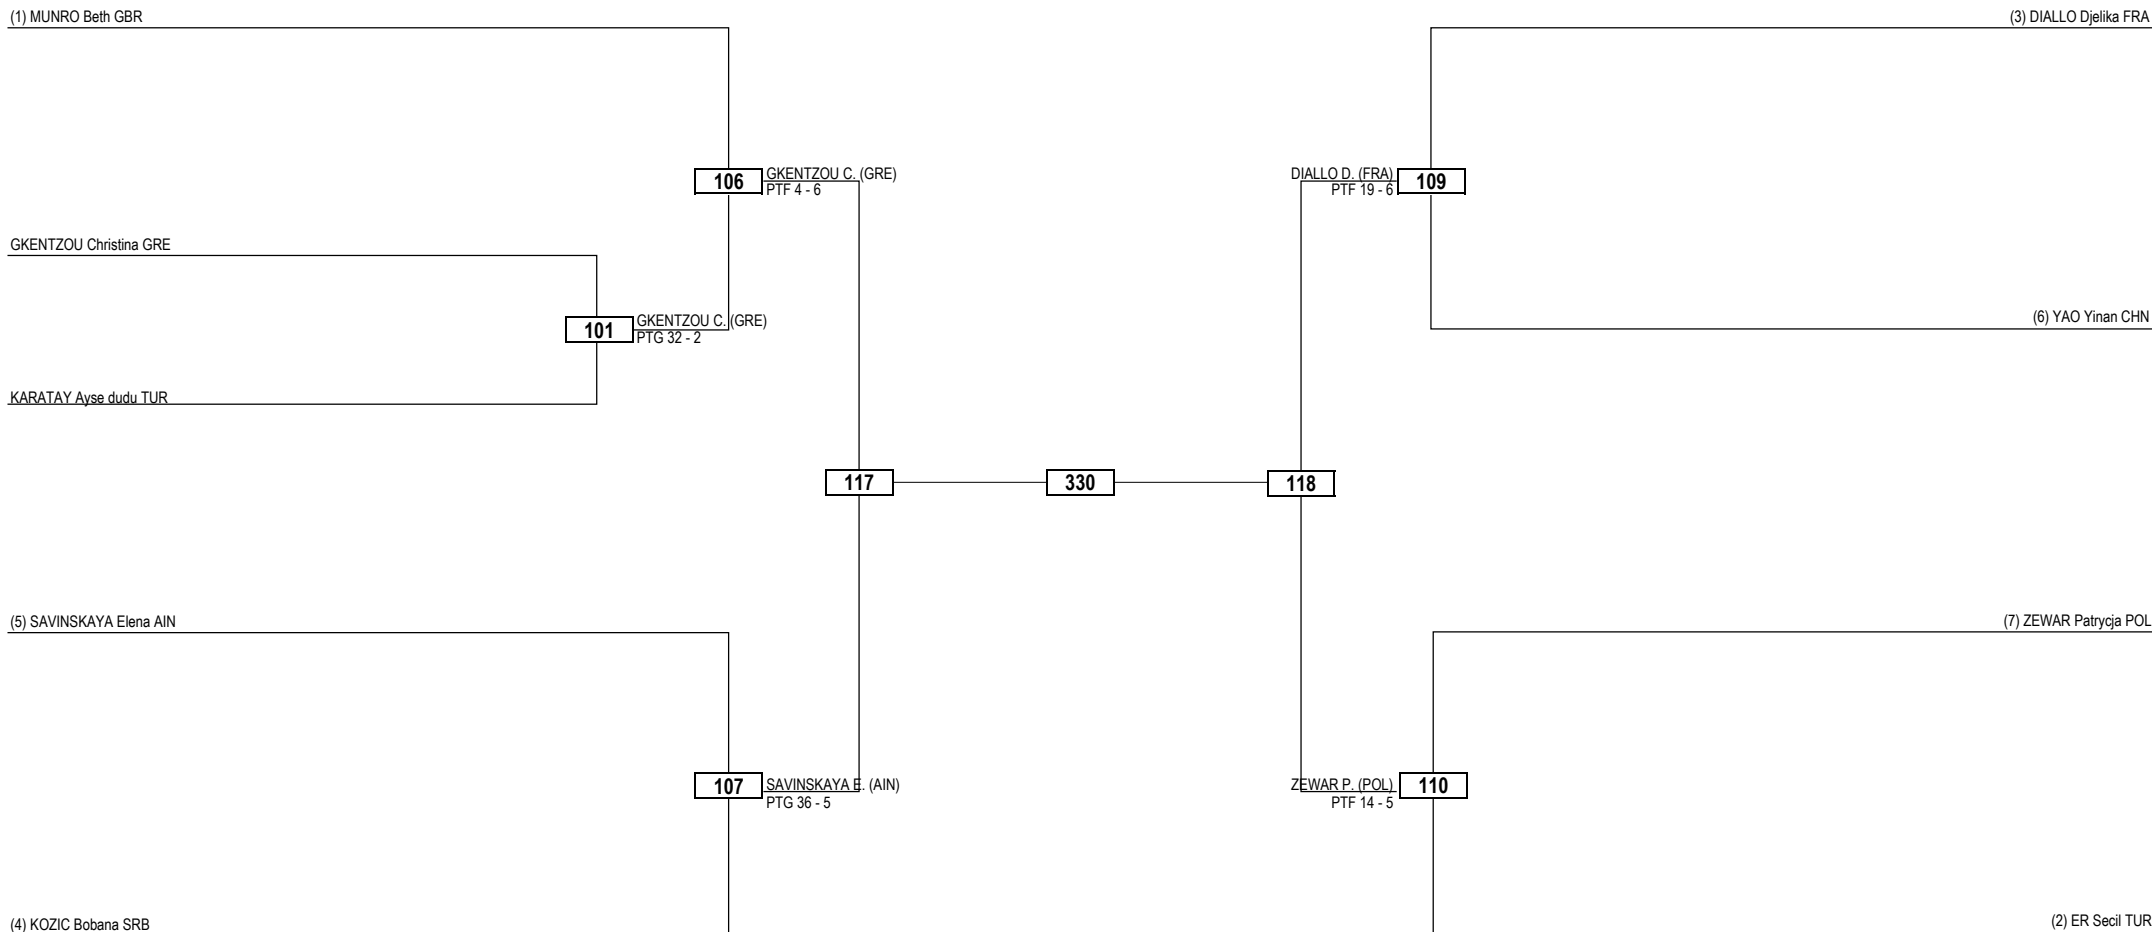 (1) MUNRO Beth GBR
(3) DIALLO Djelika FRA
106
GKENTZOU C. (GRE)
PTF 4 - 6
DIALLO D. (FRA)
PTF 19 - 6
109
GKENTZOU Christina GRE
101
GKENTZOU C. (GRE)
PTG 32 - 2
(6) YAO Yinan CHN
KARATAY Ayse dudu TUR
117
330
118
(5) SAVINSKAYA Elena AIN
(7) ZEWAR Patrycja POL
107
SAVINSKAYA E. (AIN)
PTG 36 - 5
ZEWAR P. (POL)
PTF 14 - 5
110
(4) KOZIC Bobana SRB
(2) ER Secil TUR